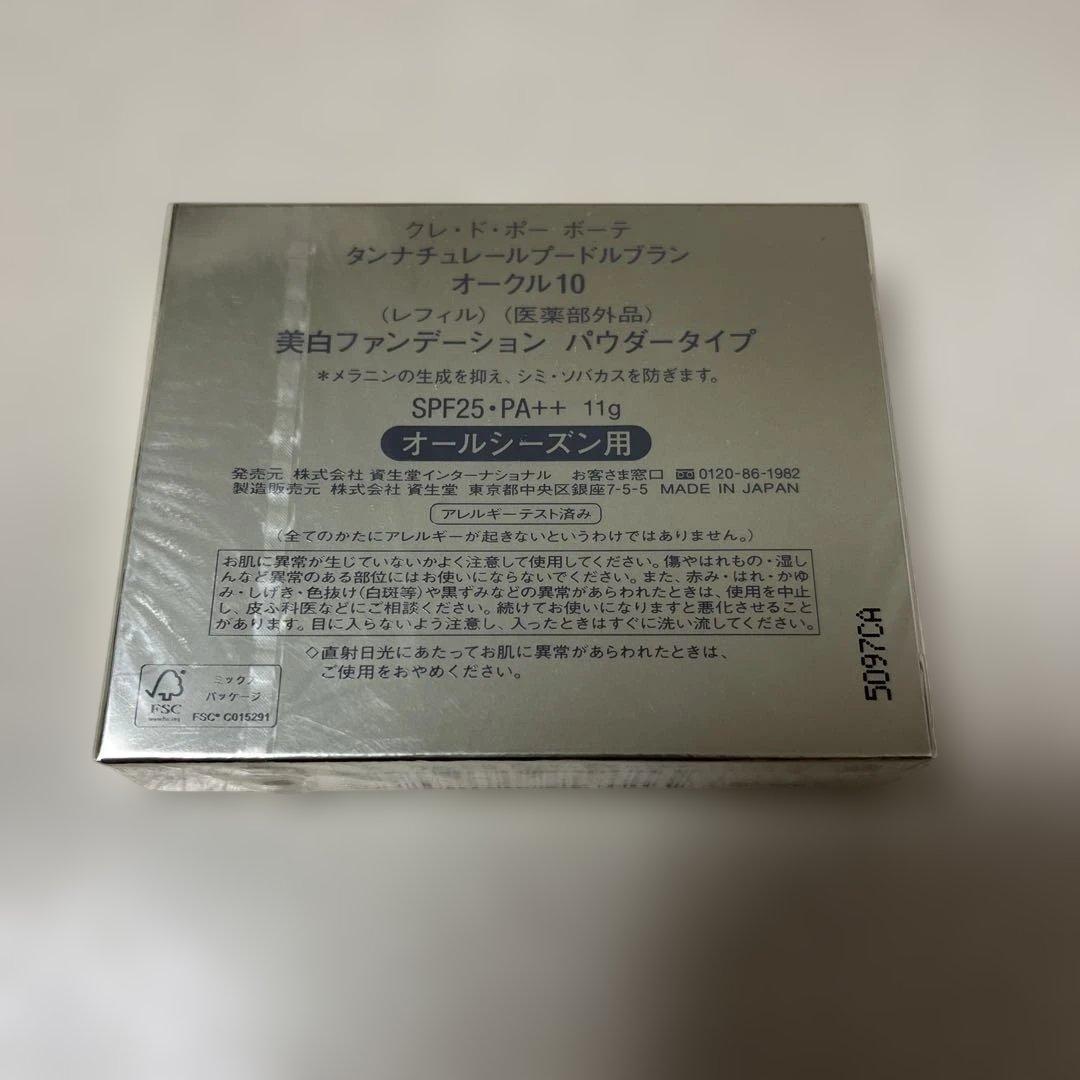 クレ・ド・ポー ボーテ
タンナチュレールプードルブラン
オークル10
（レフィル）（医薬部外品）
美白ファンデーション パウダータイプ
＊メラニンの生成を抑え、シミ・ソバカスを防ぎます。
SPF25・PA++ 11g
オールシーズン用
発売元 株式会社 資生堂インターナショナル お客さま窓口 0120-86-1982
製造販売元 株式会社 資生堂 東京都中央区銀座7-5-5 MADE IN JAPAN
アレルギーテスト済み
（全てのかたにアレルギーが起きないというわけではありません。）
お肌に異常が生じていないかよく注意して使用してください。傷やはれもの・湿し
んなど異常のある部位にはお使いにならないでください。また、赤み・はれ・かゆ
み・しげき・色抜け（白斑等）や黒ずみなどの異常があらわれたときは、使用を中止
し、皮ふ科医などにご相談ください。続けてお使いになりますと悪化させること
があります。目に入らないよう注意し、入ったときはすぐに洗い流してください。
◇直射日光にあたってお肌に異常があらわれたときは、
ご使用をおやめください。
FSC
www.fsc.org
ミックス
パッケージ
FSC® C015291
5097CA